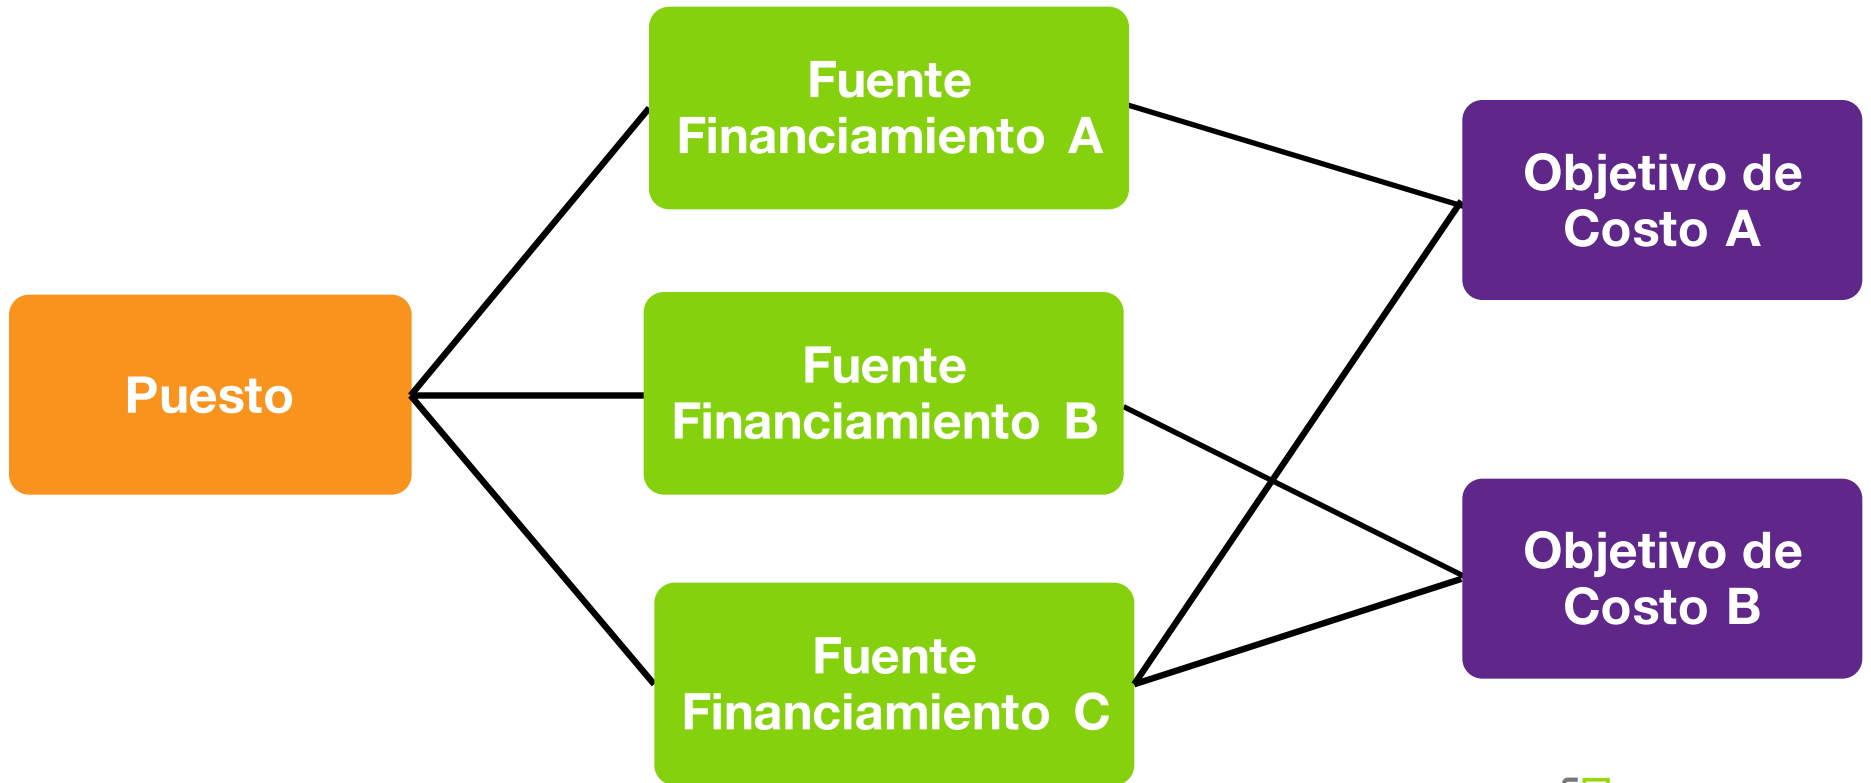 Fuente
Financiamiento A
Objetivo de
Costo A
Puesto
Fuente
Financiamiento B
Objetivo de
Costo B
Fuente
Financiamiento C